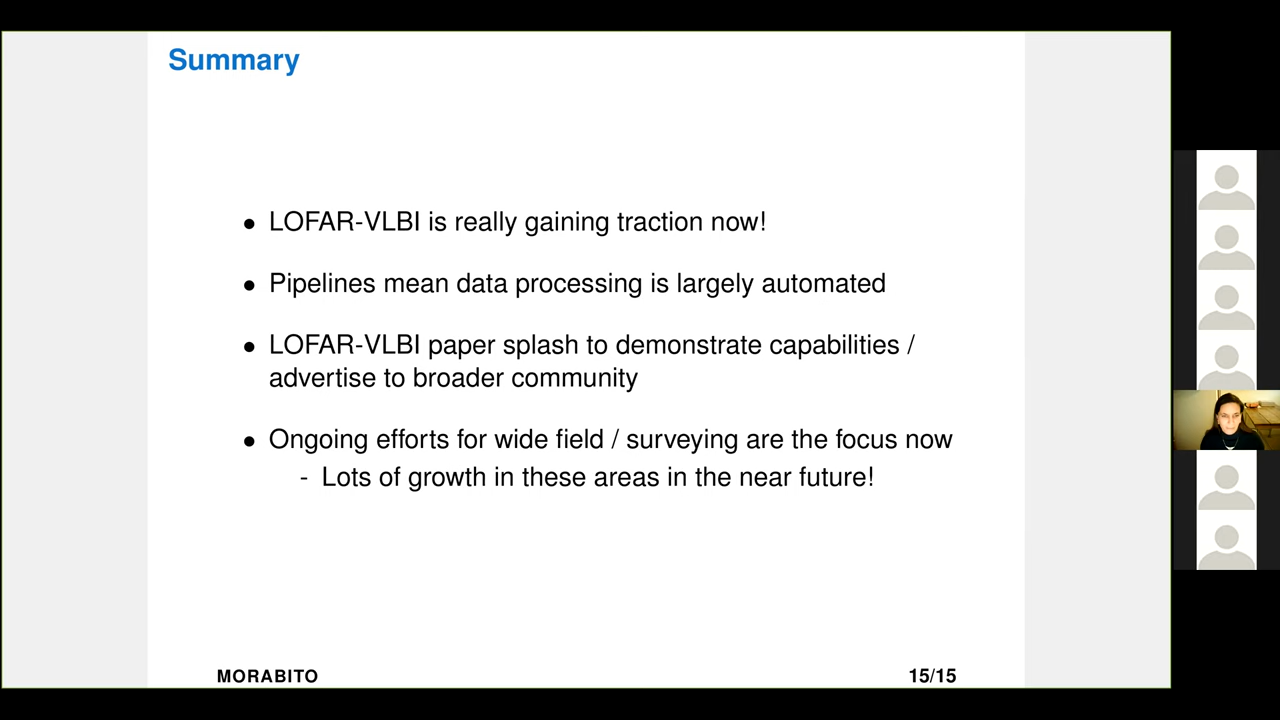 Summary
• LOFAR-VLBI is really gaining traction now!
• Pipelines mean data processing is largely automated
• LOFAR-VLBI paper splash to demonstrate capabilities /
advertise to broader community
• Ongoing efforts for wide field / surveying are the focus now
- Lots of growth in these areas in the near future!
MORABITO 15/15